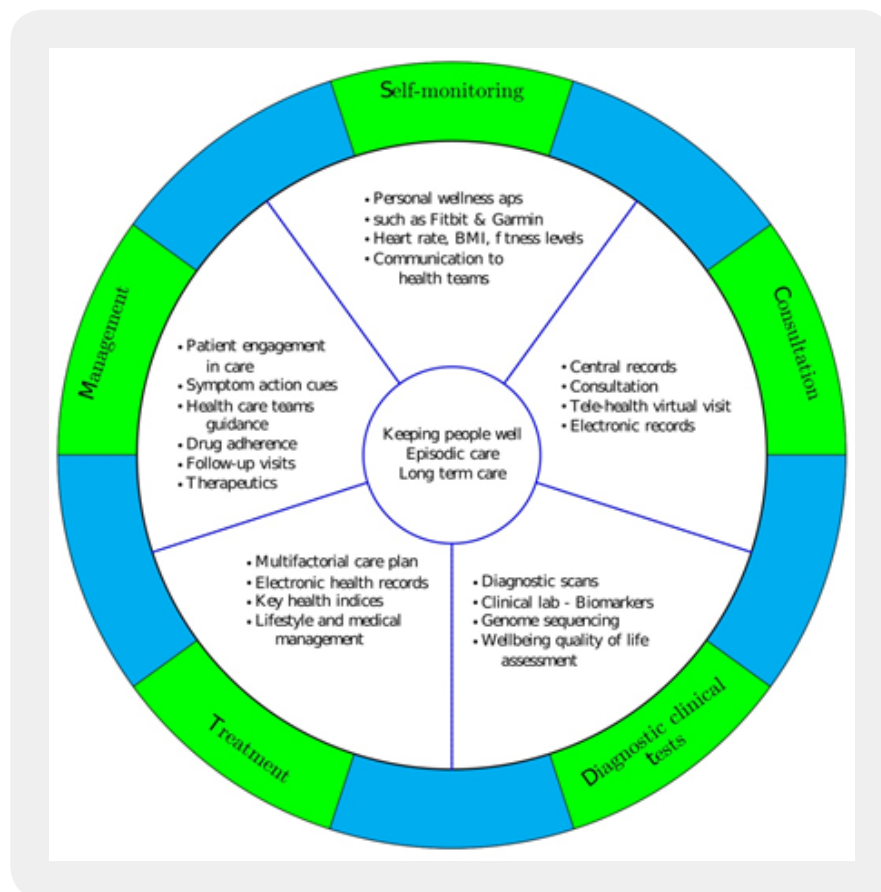 Self-monitoring
• Personal wellness aps
• such as Fitbit & Garmin
• Heart rate, BMI, f tness levels
• Communication to
health teams
Consultation
• Central records
• Consultation
• Tele-health virtual visit
• Electronic records
Diagnostic clinical
tests
• Diagnostic scans
• Clinical lab - Biomarkers
• Genome sequencing
• Wellbeing quality of life
assessment
Treatment
• Multifactorial care plan
• Electronic health records
• Key health indices
• Lifestyle and medical
management
Management
• Patient engagement
in care
• Symptom action cues
• Health care teams
guidance
• Drug adherence
• Follow-up visits
• Therapeutics
Keeping people well
Episodic care
Long term care